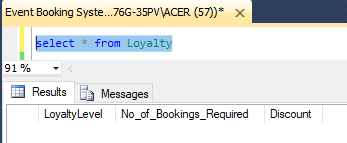 Event Booking Syste...76G-35PV\ACER (57))*
select * from Loyalty
91 %
Results Messages
LoyaltyLevel No_of_Bookings_Required Discount